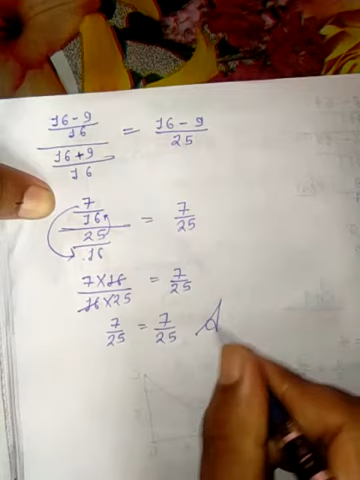 (16-9)/16 / (16+9)/16 = (16-9)/25
7/16 / 25/16 = 7/25
7×16 / 16×25 = 7/25
7/25 = 7/25